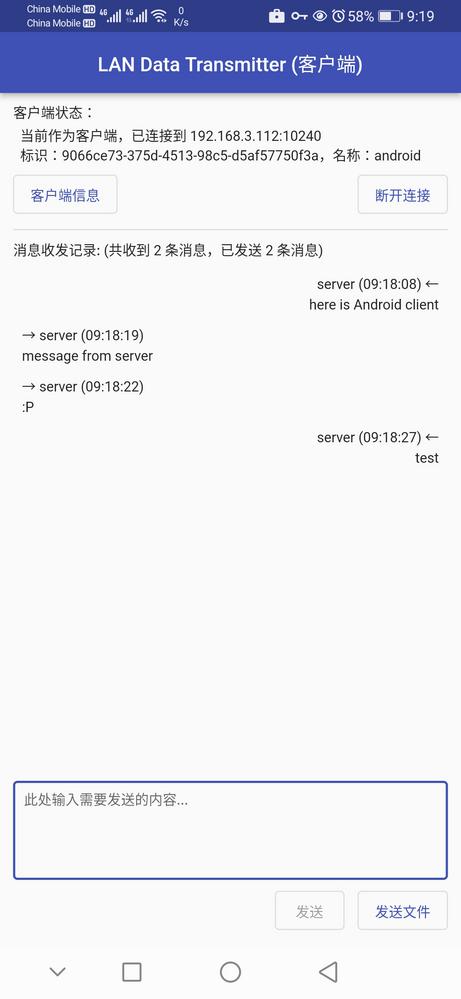 China Mobile HD
China Mobile HD
4G 4G 0 K/s 58% 9:19
LAN Data Transmitter (客户端)
客户端状态：
当前作为客户端，已连接到 192.168.3.112:10240
标识：9066ce73-375d-4513-98c5-d5af57750f3a，名称：android
客户端信息 断开连接
消息收发记录: (共收到 2 条消息，已发送 2 条消息)
server (09:18:08) ←
here is Android client
→ server (09:18:19)
message from server
→ server (09:18:22)
:P
server (09:18:27) ←
test
此处输入需要发送的内容...
发送 发送文件